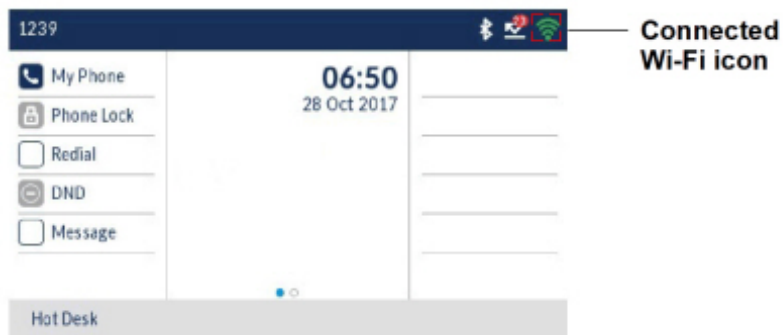 1239
23
Connected
Wi-Fi icon
My Phone
Phone Lock
Redial
DND
Message
06:50
28 Oct 2017
Hot Desk